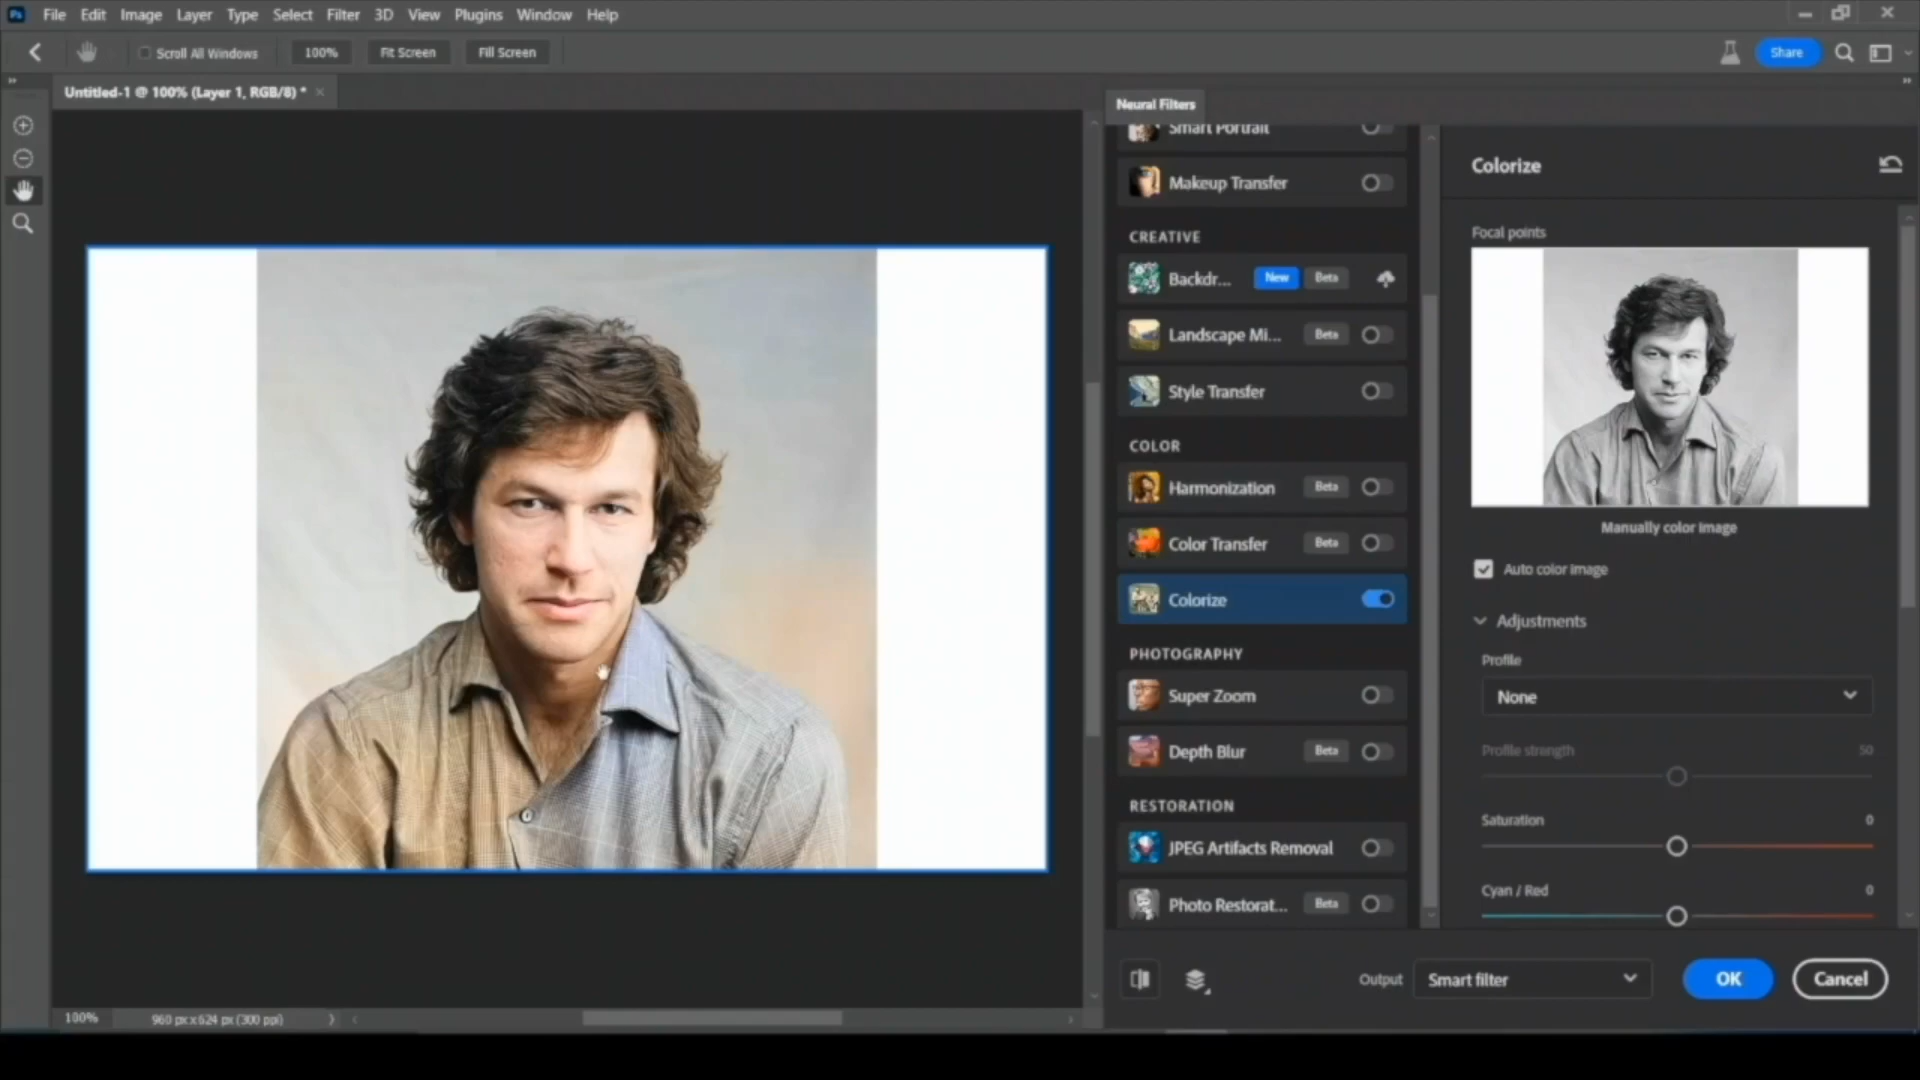 Ps File Edit Image Layer Type Select Filter 3D View Plugins Window Help
Scroll All Windows 100% Fit Screen Fill Screen Share
Untitled-1 @ 100% (Layer 1, RGB/8) * ×
Neural Filters
Smart Portrait
Makeup Transfer
CREATIVE
Backdr... New Beta
Landscape Mi... Beta
Style Transfer
COLOR
Harmonization Beta
Color Transfer Beta
Colorize
PHOTOGRAPHY
Super Zoom
Depth Blur Beta
RESTORATION
JPEG Artifacts Removal
Photo Restorat... Beta
Colorize
Focal points
Manually color image
Auto color image
Adjustments
Profile
None
Profile strength 50
Saturation 0
Cyan / Red 0
Output Smart filter OK Cancel
100% 960 px x 624 px (300 ppi)